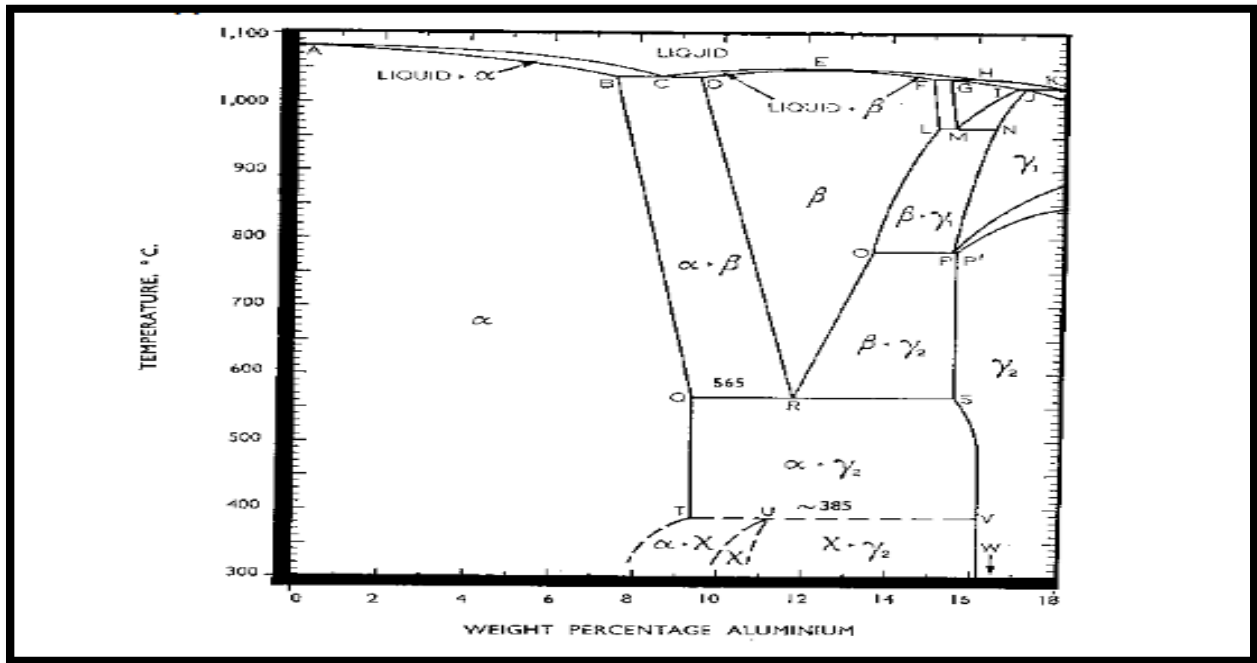 1,100
1,000
900
800
700
600
500
400
300
TEMPERATURE, °C.
A
LIQUID
LIQUID + α
B
C
D
E
LIQUID + β
F
G
H
I
J
K
L
M
N
γ₁
β
β + γ₁
α + β
O
P
P'
α
β + γ₂
γ₂
565
Q
R
S
α + γ₂
~385
T
U
V
α + X
X
X + γ₂
W
0 2 4 6 8 10 12 14 16 18
WEIGHT PERCENTAGE ALUMINIUM